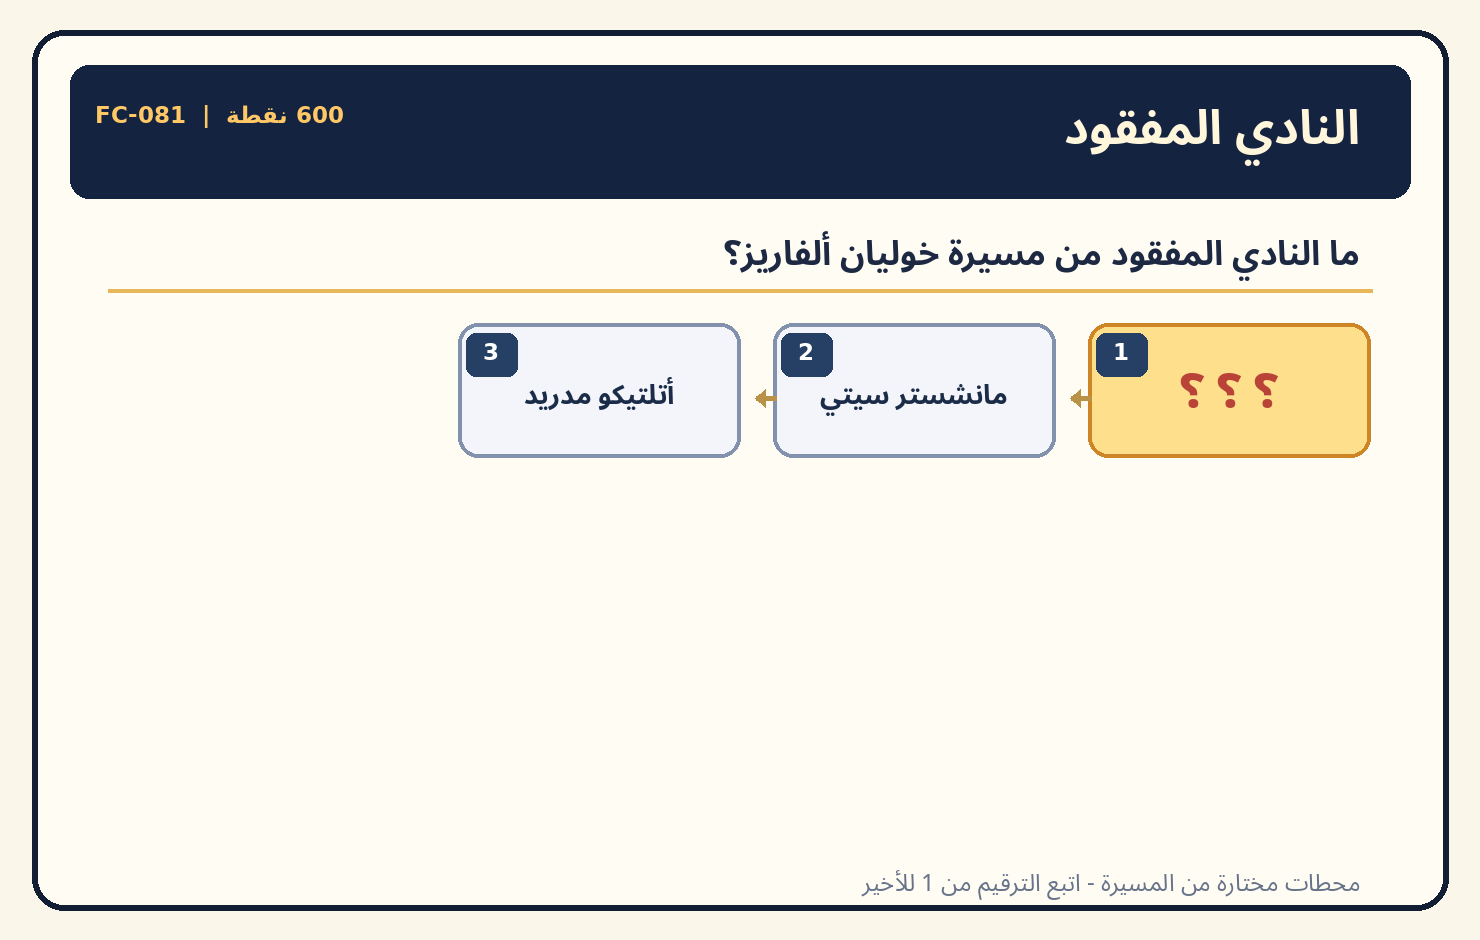 النادي المفقود
600 نقطة | FC-081
ما النادي المفقود من مسيرة خوليان ألفاريز؟
1
؟ ؟ ؟
2
مانشستر سيتي
3
أتلتيكو مدريد
محطات مختارة من المسيرة - اتبع الترقيم من 1 للأخير